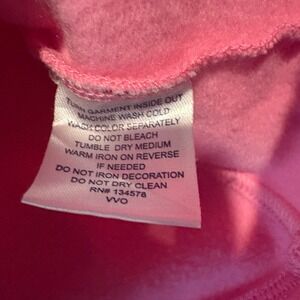 TURN GARMENT INSIDE OUT
MACHINE WASH COLD
WASH COLOR SEPARATELY
DO NOT BLEACH
TUMBLE DRY MEDIUM
WARM IRON ON REVERSE
IF NEEDED
DO NOT IRON DECORATION
DO NOT DRY CLEAN
RN# 134578
VVO